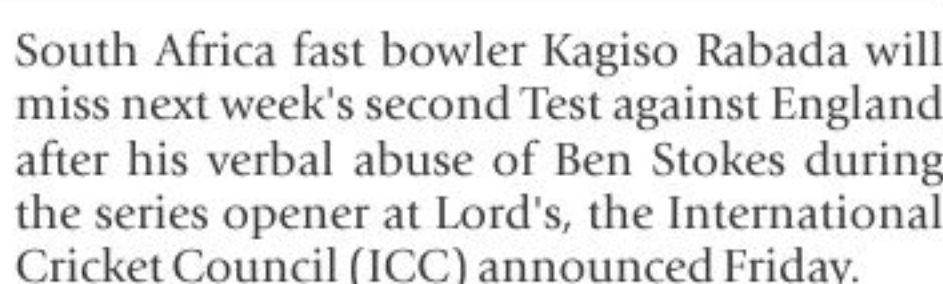 South Africa fast bowler Kagiso Rabada will
miss next week's second Test against England
after his verbal abuse of Ben Stokes during
the series opener at Lord's, the International
Cricket Council (ICC) announced Friday.